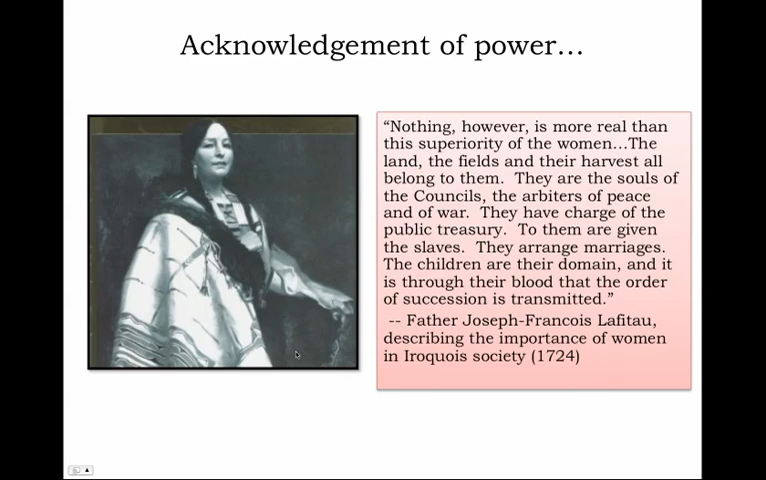 Acknowledgement of power…
“Nothing, however, is more real than
this superiority of the women…The
land, the fields and their harvest all
belong to them.  They are the souls of
the Councils, the arbiters of peace
and of war.  They have charge of the
public treasury.  To them are given
the slaves.  They arrange marriages.
The children are their domain, and it
is through their blood that the order
of succession is transmitted.”
-- Father Joseph-Francois Lafitau,
describing the importance of women
in Iroquois society (1724)